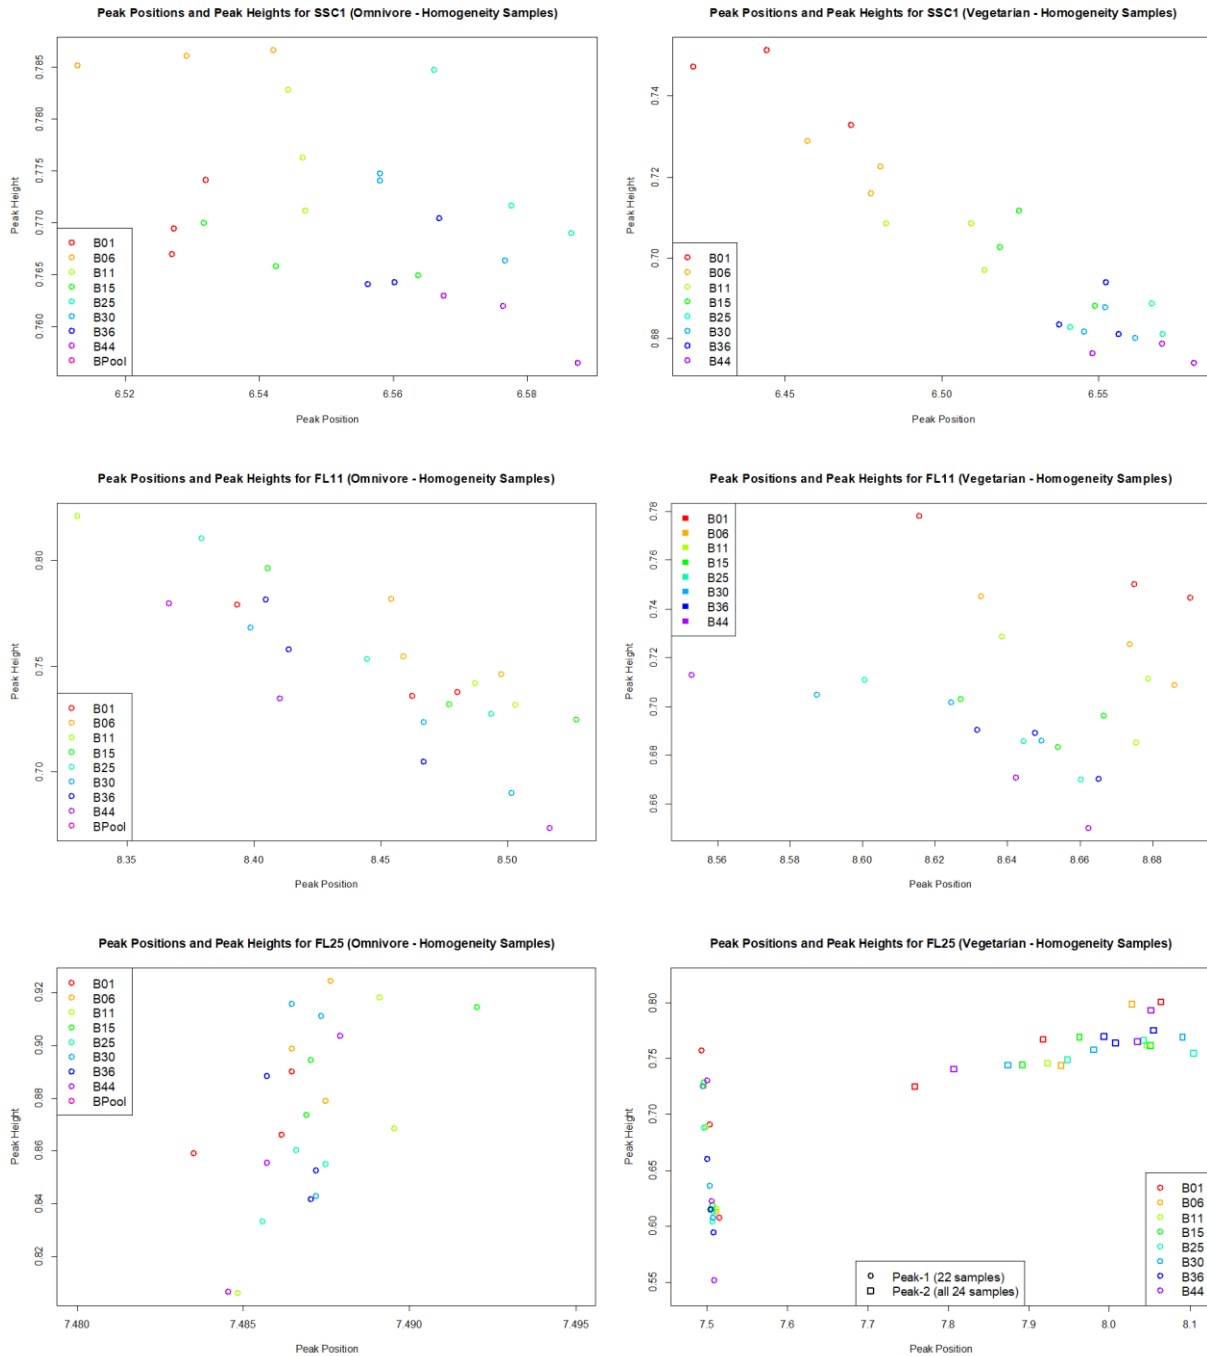 Peak Positions and Peak Heights for SSC1 (Omnivore - Homogeneity Samples)
0.785
0.780
0.775
0.770
0.765
0.760
Peak Height
B01
B06
B11
B15
B25
B30
B36
B44
BPool
6.52 6.54 6.56 6.58
Peak Position
Peak Positions and Peak Heights for SSC1 (Vegetarian - Homogeneity Samples)
0.74
0.72
0.70
0.68
Peak Height
B01
B06
B11
B15
B25
B30
B36
B44
6.45 6.50 6.55
Peak Position
Peak Positions and Peak Heights for FL11 (Omnivore - Homogeneity Samples)
0.80
0.75
0.70
Peak Height
B01
B06
B11
B15
B25
B30
B36
B44
BPool
8.35 8.40 8.45 8.50
Peak Position
Peak Positions and Peak Heights for FL11 (Vegetarian - Homogeneity Samples)
0.78
0.76
0.74
0.72
0.70
0.68
0.66
Peak Height
B01
B06
B11
B15
B25
B30
B36
B44
8.56 8.58 8.60 8.62 8.64 8.66 8.68
Peak Position
Peak Positions and Peak Heights for FL25 (Omnivore - Homogeneity Samples)
0.92
0.90
0.88
0.86
0.84
0.82
Peak Height
B01
B06
B11
B15
B25
B30
B36
B44
BPool
7.480 7.485 7.490 7.495
Peak Position
Peak Positions and Peak Heights for FL25 (Vegetarian - Homogeneity Samples)
0.80
0.75
0.70
0.65
0.60
0.55
Peak Height
B01
B06
B11
B15
B25
B30
B36
B44
Peak-1 (22 samples)
Peak-2 (all 24 samples)
7.5 7.6 7.7 7.8 7.9 8.0 8.1
Peak Position